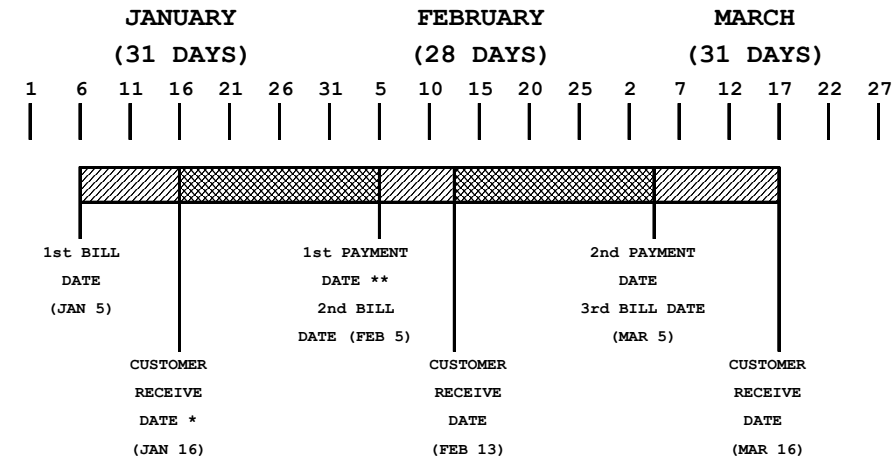 JANUARY FEBRUARY MARCH
(31 DAYS) (28 DAYS) (31 DAYS)
1 6 11 16 21 26 31 5 10 15 20 25 2 7 12 17 22 27
1st BILL
DATE
(JAN 5)
1st PAYMENT
DATE **
2nd BILL
DATE (FEB 5)
2nd PAYMENT
DATE
3rd BILL DATE
(MAR 5)
CUSTOMER
RECEIVE
DATE *
(JAN 16)
CUSTOMER
RECEIVE
DATE
(FEB 13)
CUSTOMER
RECEIVE
DATE
(MAR 16)